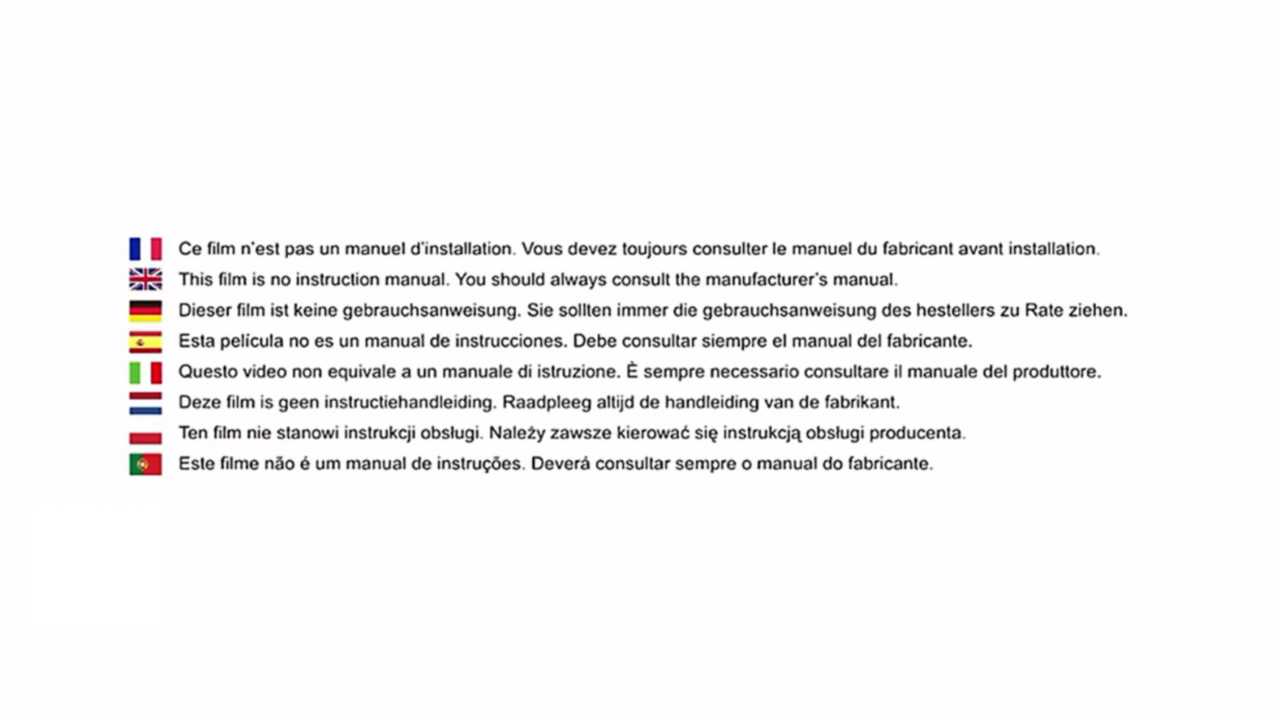 Ce film n'est pas un manuel d'installation. Vous devez toujours consulter le manuel du fabricant avant installation.
This film is no instruction manual. You should always consult the manufacturer's manual.
Dieser film ist keine gebrauchsanweisung. Sie sollten immer die gebrauchsanweisung des hestellers zu Rate ziehen.
Esta película no es un manual de instrucciones. Debe consultar siempre el manual del fabricante.
Questo video non equivale a un manuale di istruzione. È sempre necessario consultare il manuale del produttore.
Deze film is geen instructiehandleiding. Raadpleeg altijd de handleiding van de fabrikant.
Ten film nie stanowi instrukcji obsługi. Należy zawsze kierować się instrukcją obsługi producenta.
Este filme não é um manual de instruções. Deverá consultar sempre o manual do fabricante.